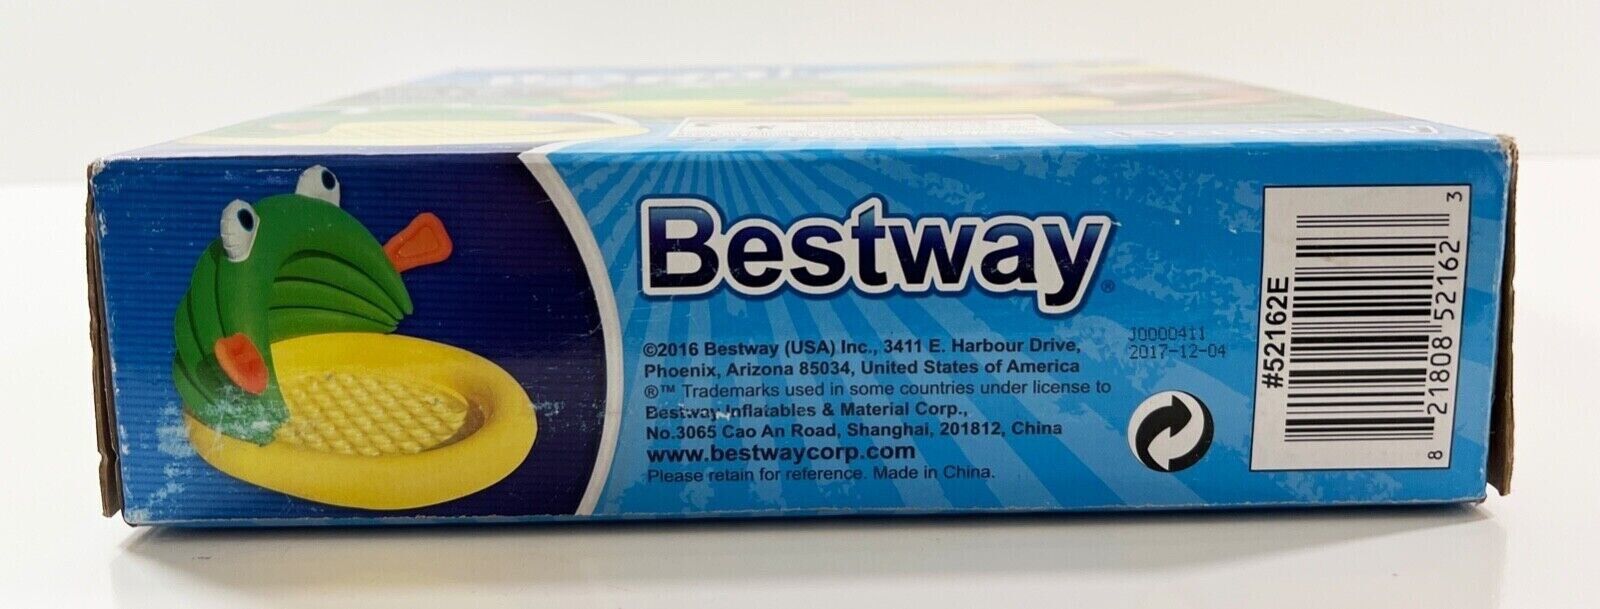 Bestway®
©2016 Bestway (USA) Inc., 3411 E. Harbour Drive,
Phoenix, Arizona 85034, United States of America
®™ Trademarks used in some countries under license to
Bestway Inflatables & Material Corp.,
No.3065 Cao An Road, Shanghai, 201812, China
www.bestwaycorp.com
Please retain for reference. Made in China.
J0000411
2017-12-04
#52162E
8 21808 52162 3